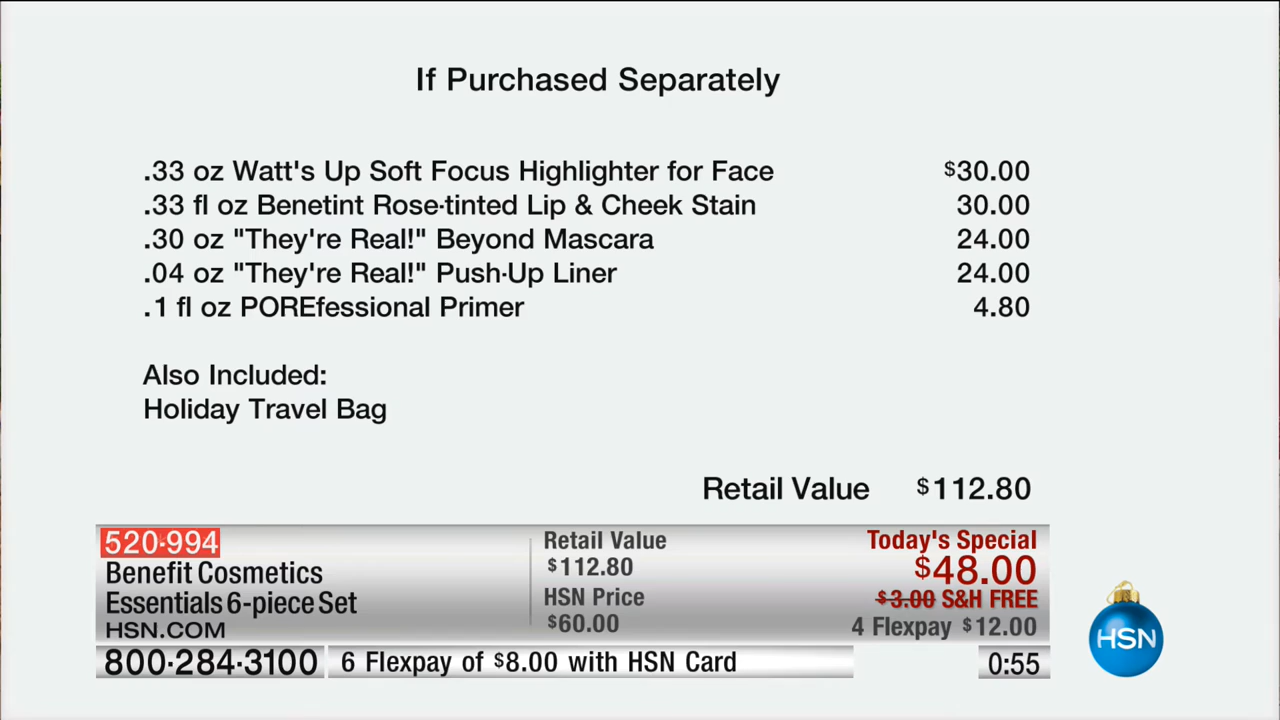 If Purchased Separately
.33 oz Watt's Up Soft Focus Highlighter for Face $30.00
.33 fl oz Benetint Rose-tinted Lip & Cheek Stain 30.00
.30 oz "They're Real!" Beyond Mascara 24.00
.04 oz "They're Real!" Push-Up Liner 24.00
.1 fl oz POREfessional Primer 4.80
Also Included:
Holiday Travel Bag
Retail Value $112.80
520-994
Benefit Cosmetics
Essentials 6-piece Set
HSN.COM
Retail Value
$112.80
HSN Price
$60.00
Today's Special
$48.00
$3.00 S&H FREE
4 Flexpay $12.00
800-284-3100
6 Flexpay of $8.00 with HSN Card
0:55
HSN